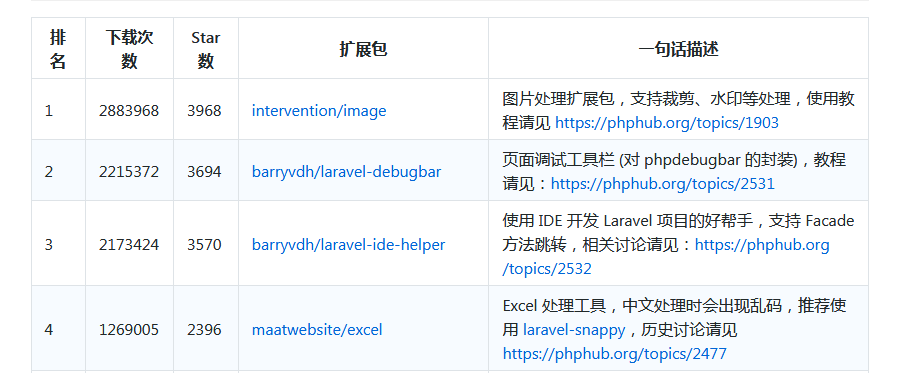 排名 下载次数 Star数 扩展包 一句话描述
1 2883968 3968 intervention/image 图片处理扩展包，支持裁剪、水印等处理，使用教
程请见 https://phphub.org/topics/1903
2 2215372 3694 barryvdh/laravel-debugbar 页面调试工具栏 (对 phpdebugbar 的封装)，教程
请见：https://phphub.org/topics/2531
3 2173424 3570 barryvdh/laravel-ide-helper 使用 IDE 开发 Laravel 项目的好帮手，支持 Facade
方法跳转，相关讨论请见：https://phphub.org
/topics/2532
4 1269005 2396 maatwebsite/excel Excel 处理工具，中文处理时会出现乱码，推荐使
用 laravel-snappy，历史讨论请见
https://phphub.org/topics/2477